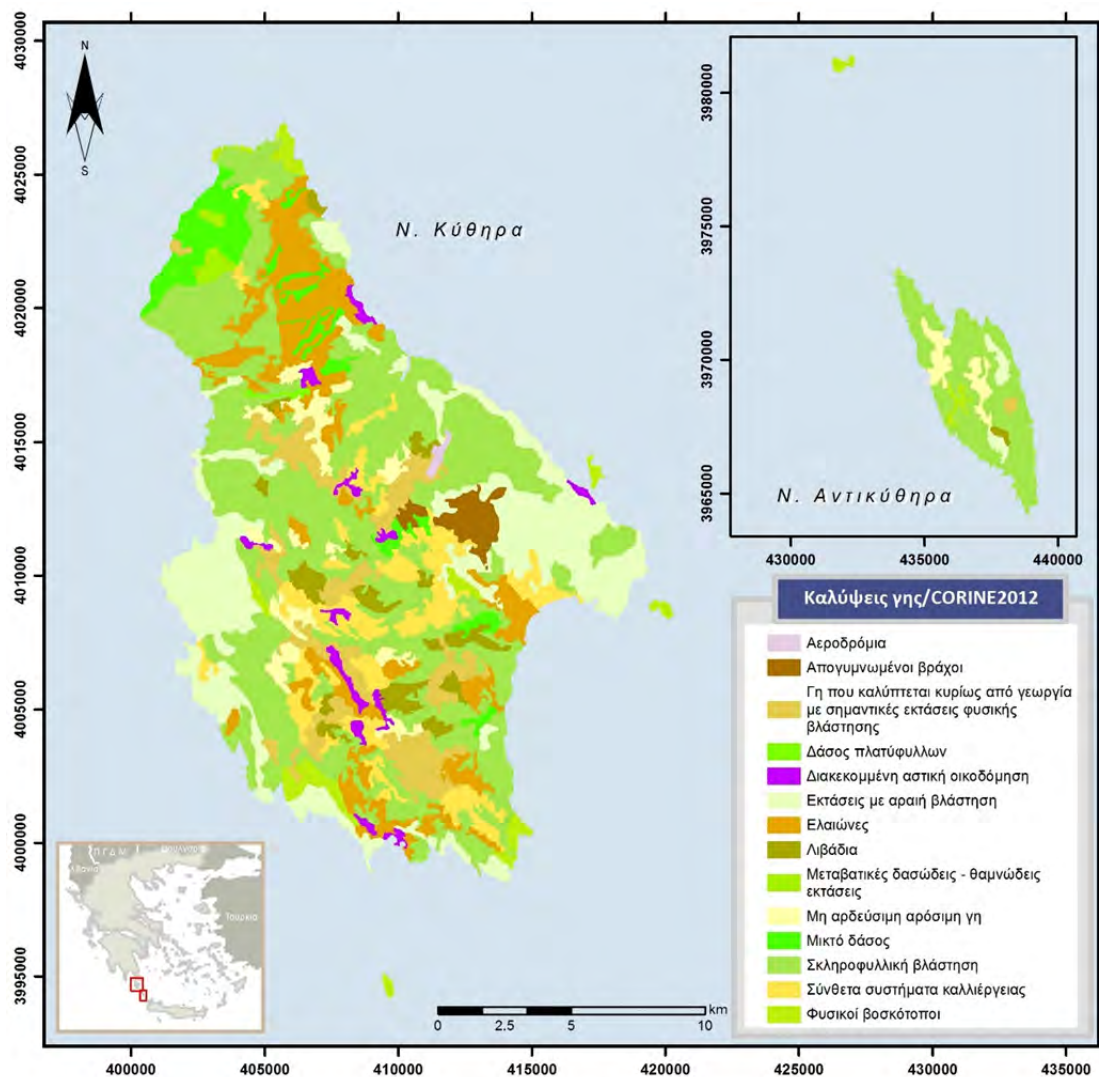 N
S
Ν. Κύθηρα
Ν. Αντικύθηρα
4030000
4025000
4020000
4015000
4010000
4005000
4000000
3995000
3980000
3975000
3970000
3965000
430000
435000
440000
Καλύψεις γης/CORINE2012
Αεροδρόμια
Απογυμνωμένοι βράχοι
Γη που καλύπτεται κυρίως από γεωργία
με σημαντικές εκτάσεις φυσικής
βλάστησης
Δάσος πλατύφυλλων
Διακεκομμένη αστική οικοδόμηση
Εκτάσεις με αραιή βλάστηση
Ελαιώνες
Λιβάδια
Μεταβατικές δασώδεις - θαμνώδεις
εκτάσεις
Μη αρδεύσιμη αρόσιμη γη
Μικτό δάσος
Σκληροφυλλική βλάστηση
Σύνθετα συστήματα καλλιέργειας
Φυσικοί βοσκότοποι
Π.Γ.Δ.Μ.
Τουρκία
km
0 2.5 5 10
400000 405000 410000 415000 420000 425000 430000 435000